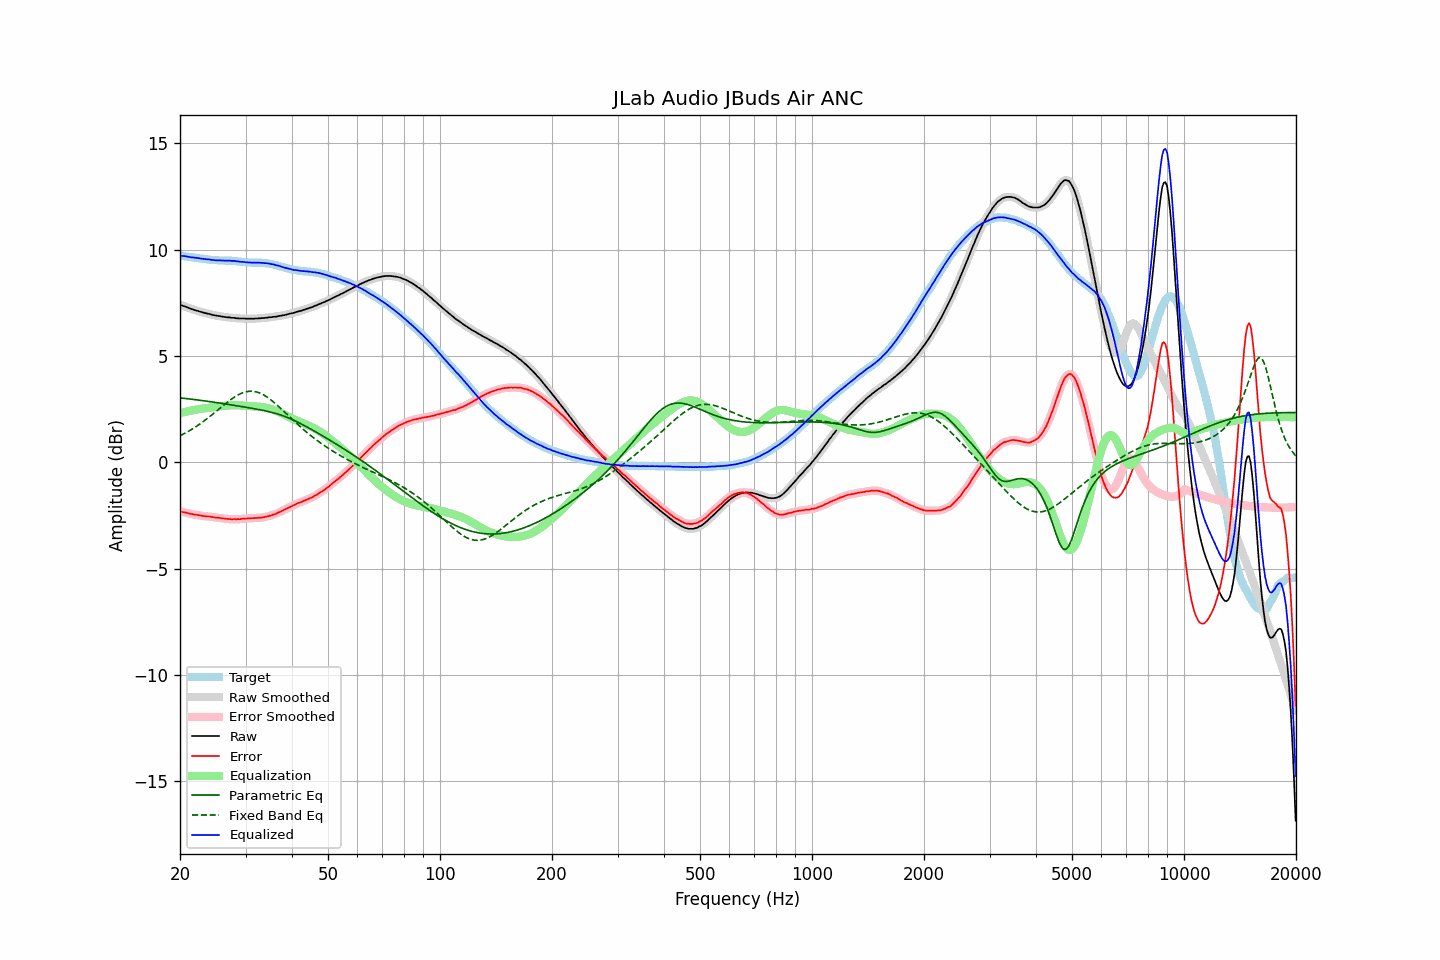 JLab Audio JBuds Air ANC
Amplitude (dBr)
15
10
5
0
−5
−10
−15
Target
Raw Smoothed
Error Smoothed
Raw
Error
Equalization
Parametric Eq
Fixed Band Eq
Equalized
20 50 100 200 500 1000 2000 5000 10000 20000
Frequency (Hz)